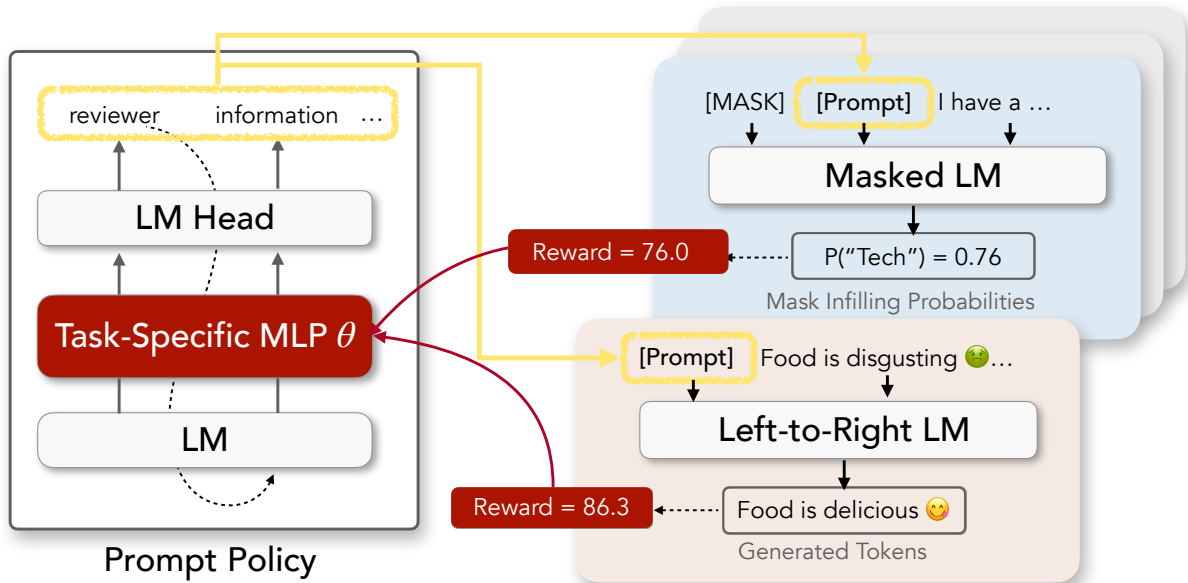 reviewer information …
LM Head
Task-Specific MLP θ
LM
Prompt Policy
[MASK] [Prompt] I have a …
Masked LM
P(“Tech”) = 0.76
Mask Infilling Probabilities
Reward = 76.0
[Prompt] Food is disgusting 🤢…
Left-to-Right LM
Food is delicious 😋
Generated Tokens
Reward = 86.3